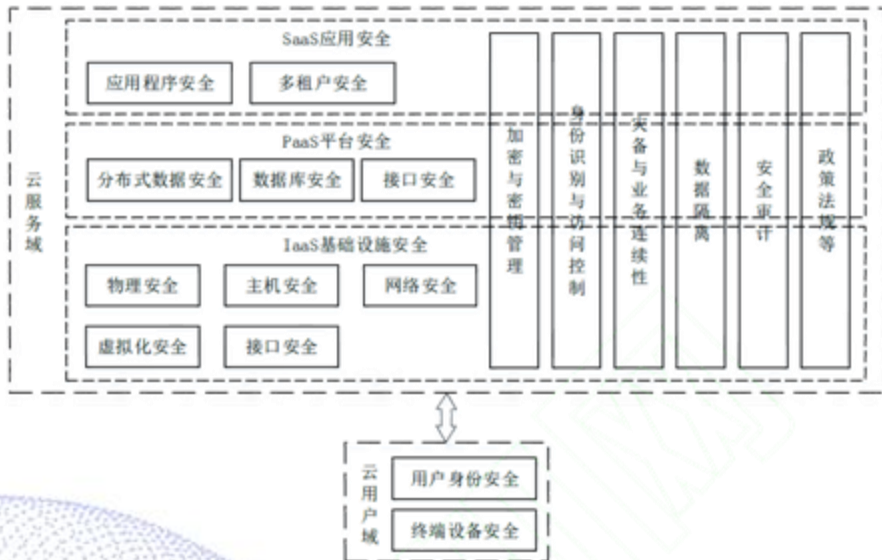 云服务域
SaaS应用安全
应用程序安全
多租户安全
PaaS平台安全
分布式数据安全
数据库安全
接口安全
IaaS基础设施安全
物理安全
主机安全
网络安全
虚拟化安全
接口安全
加密与密钥管理
身份识别与访问控制
灾备与业务连续性
数据隔离
安全审计
政策法规等
云用户域
用户身份安全
终端设备安全